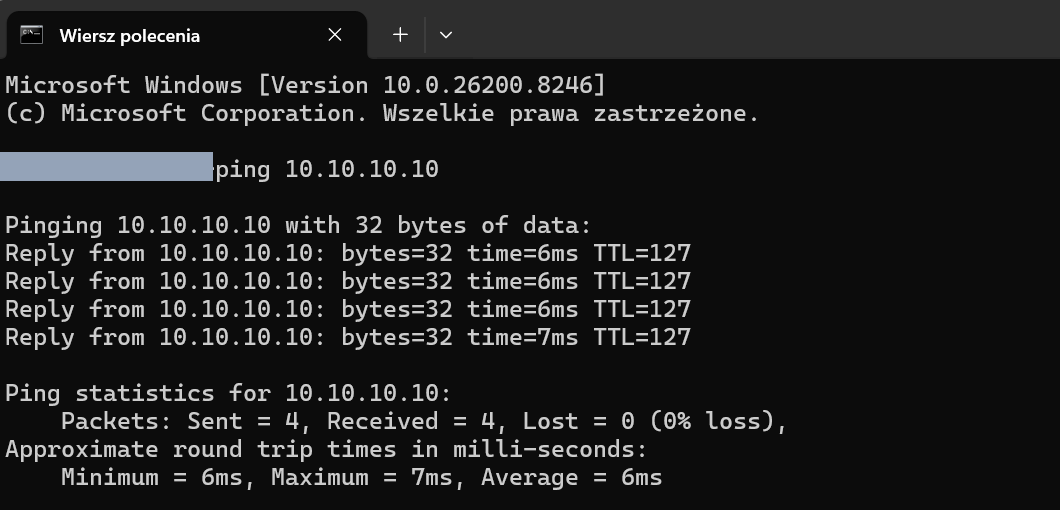 Wiersz polecenia
Microsoft Windows [Version 10.0.26200.8246]
(c) Microsoft Corporation. Wszelkie prawa zastrzeżone.
ping 10.10.10.10
Pinging 10.10.10.10 with 32 bytes of data:
Reply from 10.10.10.10: bytes=32 time=6ms TTL=127
Reply from 10.10.10.10: bytes=32 time=6ms TTL=127
Reply from 10.10.10.10: bytes=32 time=6ms TTL=127
Reply from 10.10.10.10: bytes=32 time=7ms TTL=127
Ping statistics for 10.10.10.10:
Packets: Sent = 4, Received = 4, Lost = 0 (0% loss),
Approximate round trip times in milli-seconds:
Minimum = 6ms, Maximum = 7ms, Average = 6ms